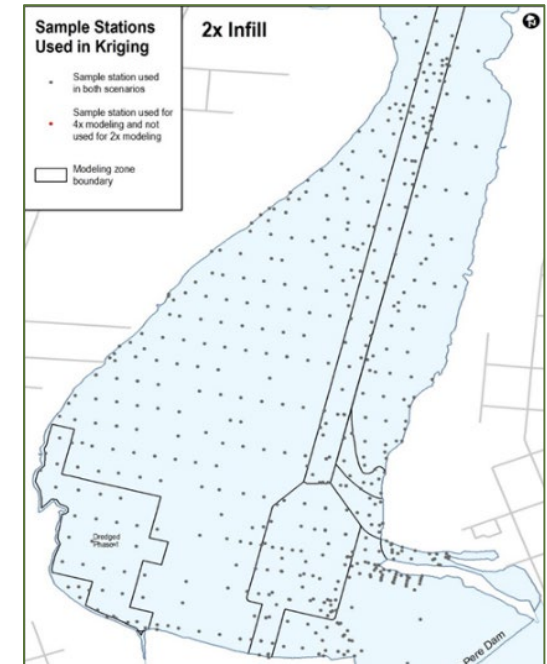 Sample Stations
Used in Kriging
2x Infill
Sample station used
in both scenarios
Sample station used for
4x modeling and not
used for 2x modeling
Modeling zone
boundary
Dredged
Phase 1
Pere Dam